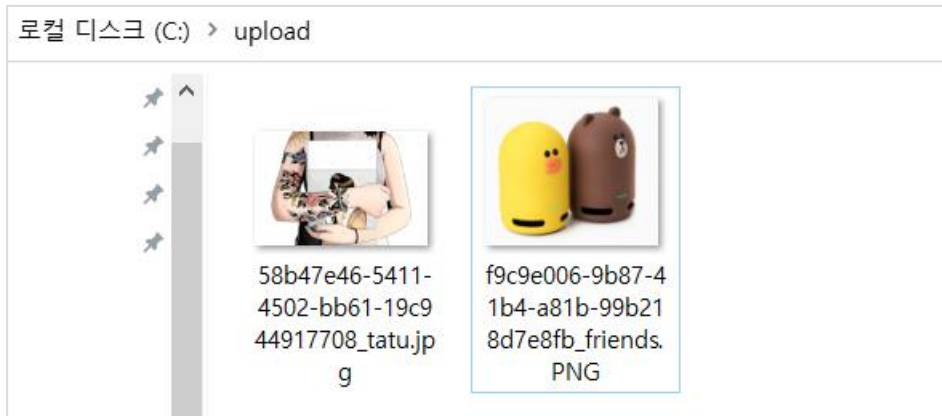 로컬 디스크 (C:) > upload
58b47e46-5411-
4502-bb61-19c9
44917708_tatu.jp
g
f9c9e006-9b87-4
1b4-a81b-99b21
8d7e8fb_friends.
PNG